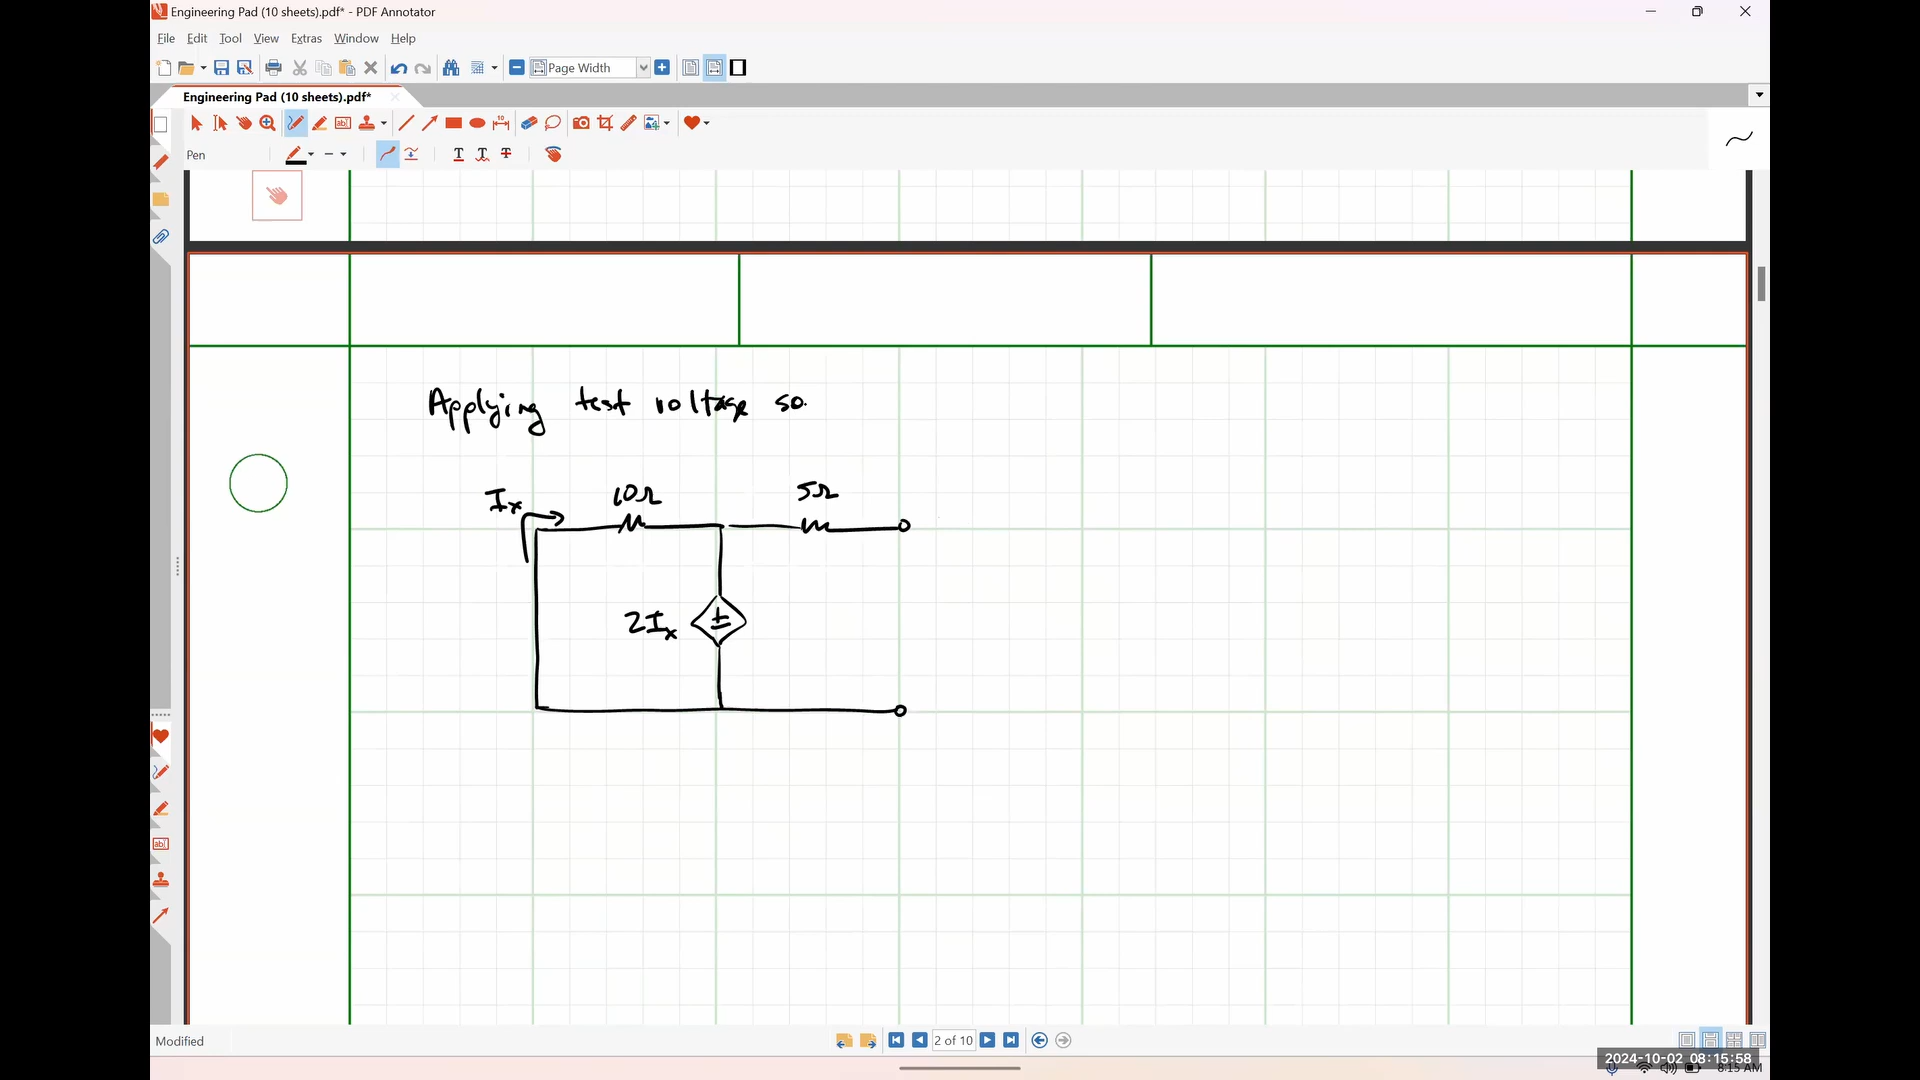 Engineering Pad (10 sheets).pdf* - PDF Annotator
File Edit Tool View Extras Window Help
Page Width
Engineering Pad (10 sheets).pdf*
Pen
Applying test voltage so
Ix 10Ω 5Ω
2Ix
Modified
2 of 10
2024-10-02 08:15:58
8:15 AM